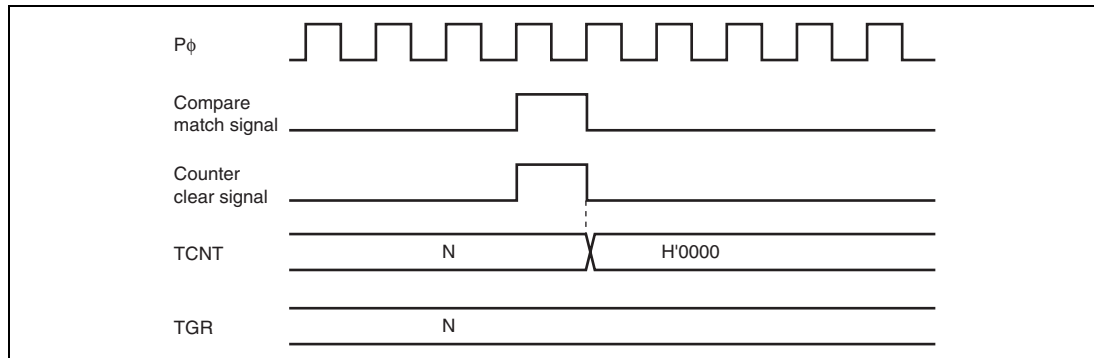 Pϕ
Compare
match signal
Counter
clear signal
TCNT
N
H'0000
TGR
N